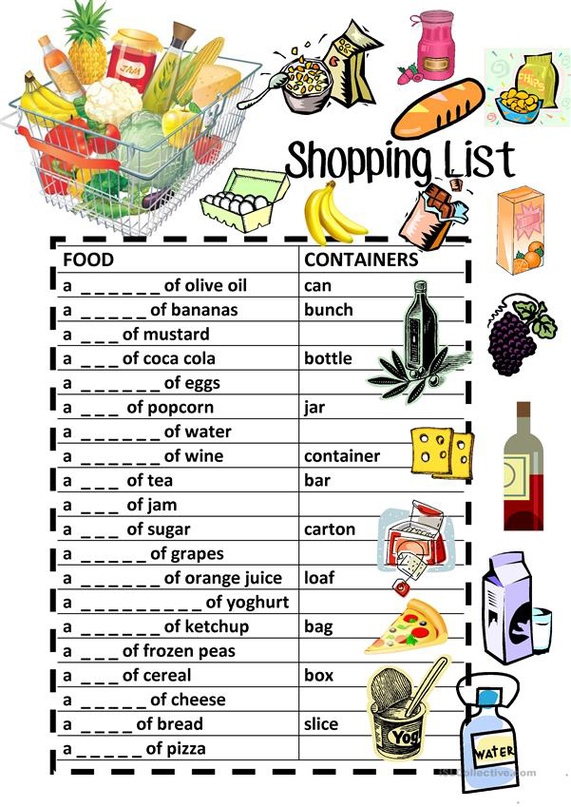 JAM
CHIPS
Shopping List
FOOD CONTAINERS
a _ _ _ _ _ _ of olive oil can
a _ _ _ _ _ of bananas bunch
a _ _ _ of mustard
a _ _ _ of coca cola bottle
a _ _ _ _ _ _ of eggs
a _ _ _ of popcorn jar
a _ _ _ _ _ _ of water
a _ _ _ _ _ _ of wine container
a _ _ _ of tea bar
a _ _ _ of jam
a _ _ _ of sugar carton
a _ _ _ _ _ of grapes
a _ _ _ _ _ _ of orange juice loaf
a _ _ _ _ _ _ _ _ _ of yoghurt
a _ _ _ _ _ _ of ketchup bag
a _ _ _ of frozen peas
a _ _ _ of cereal box
a _ _ _ _ _ of cheese
a _ _ _ _ of bread slice
a _ _ _ _ _ of pizza
Yog
WATER
iSLCollective.com